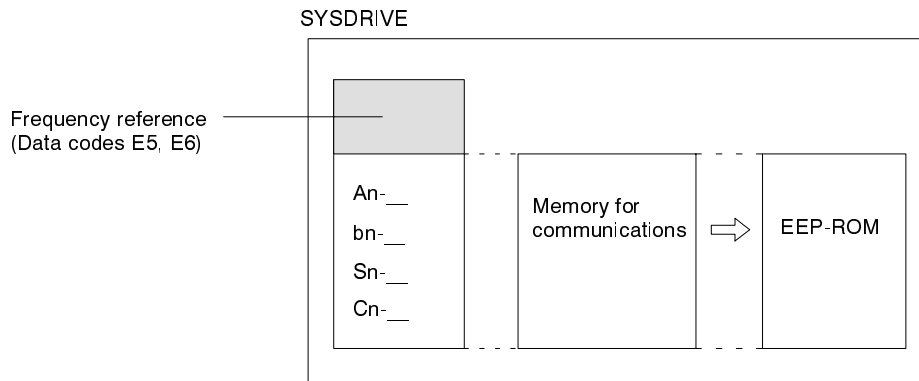 SYSDRIVE
Frequency reference
(Data codes E5, E6)
An-__
bn-__
Sn-__
Cn-__
Memory for
communications
EEP-ROM